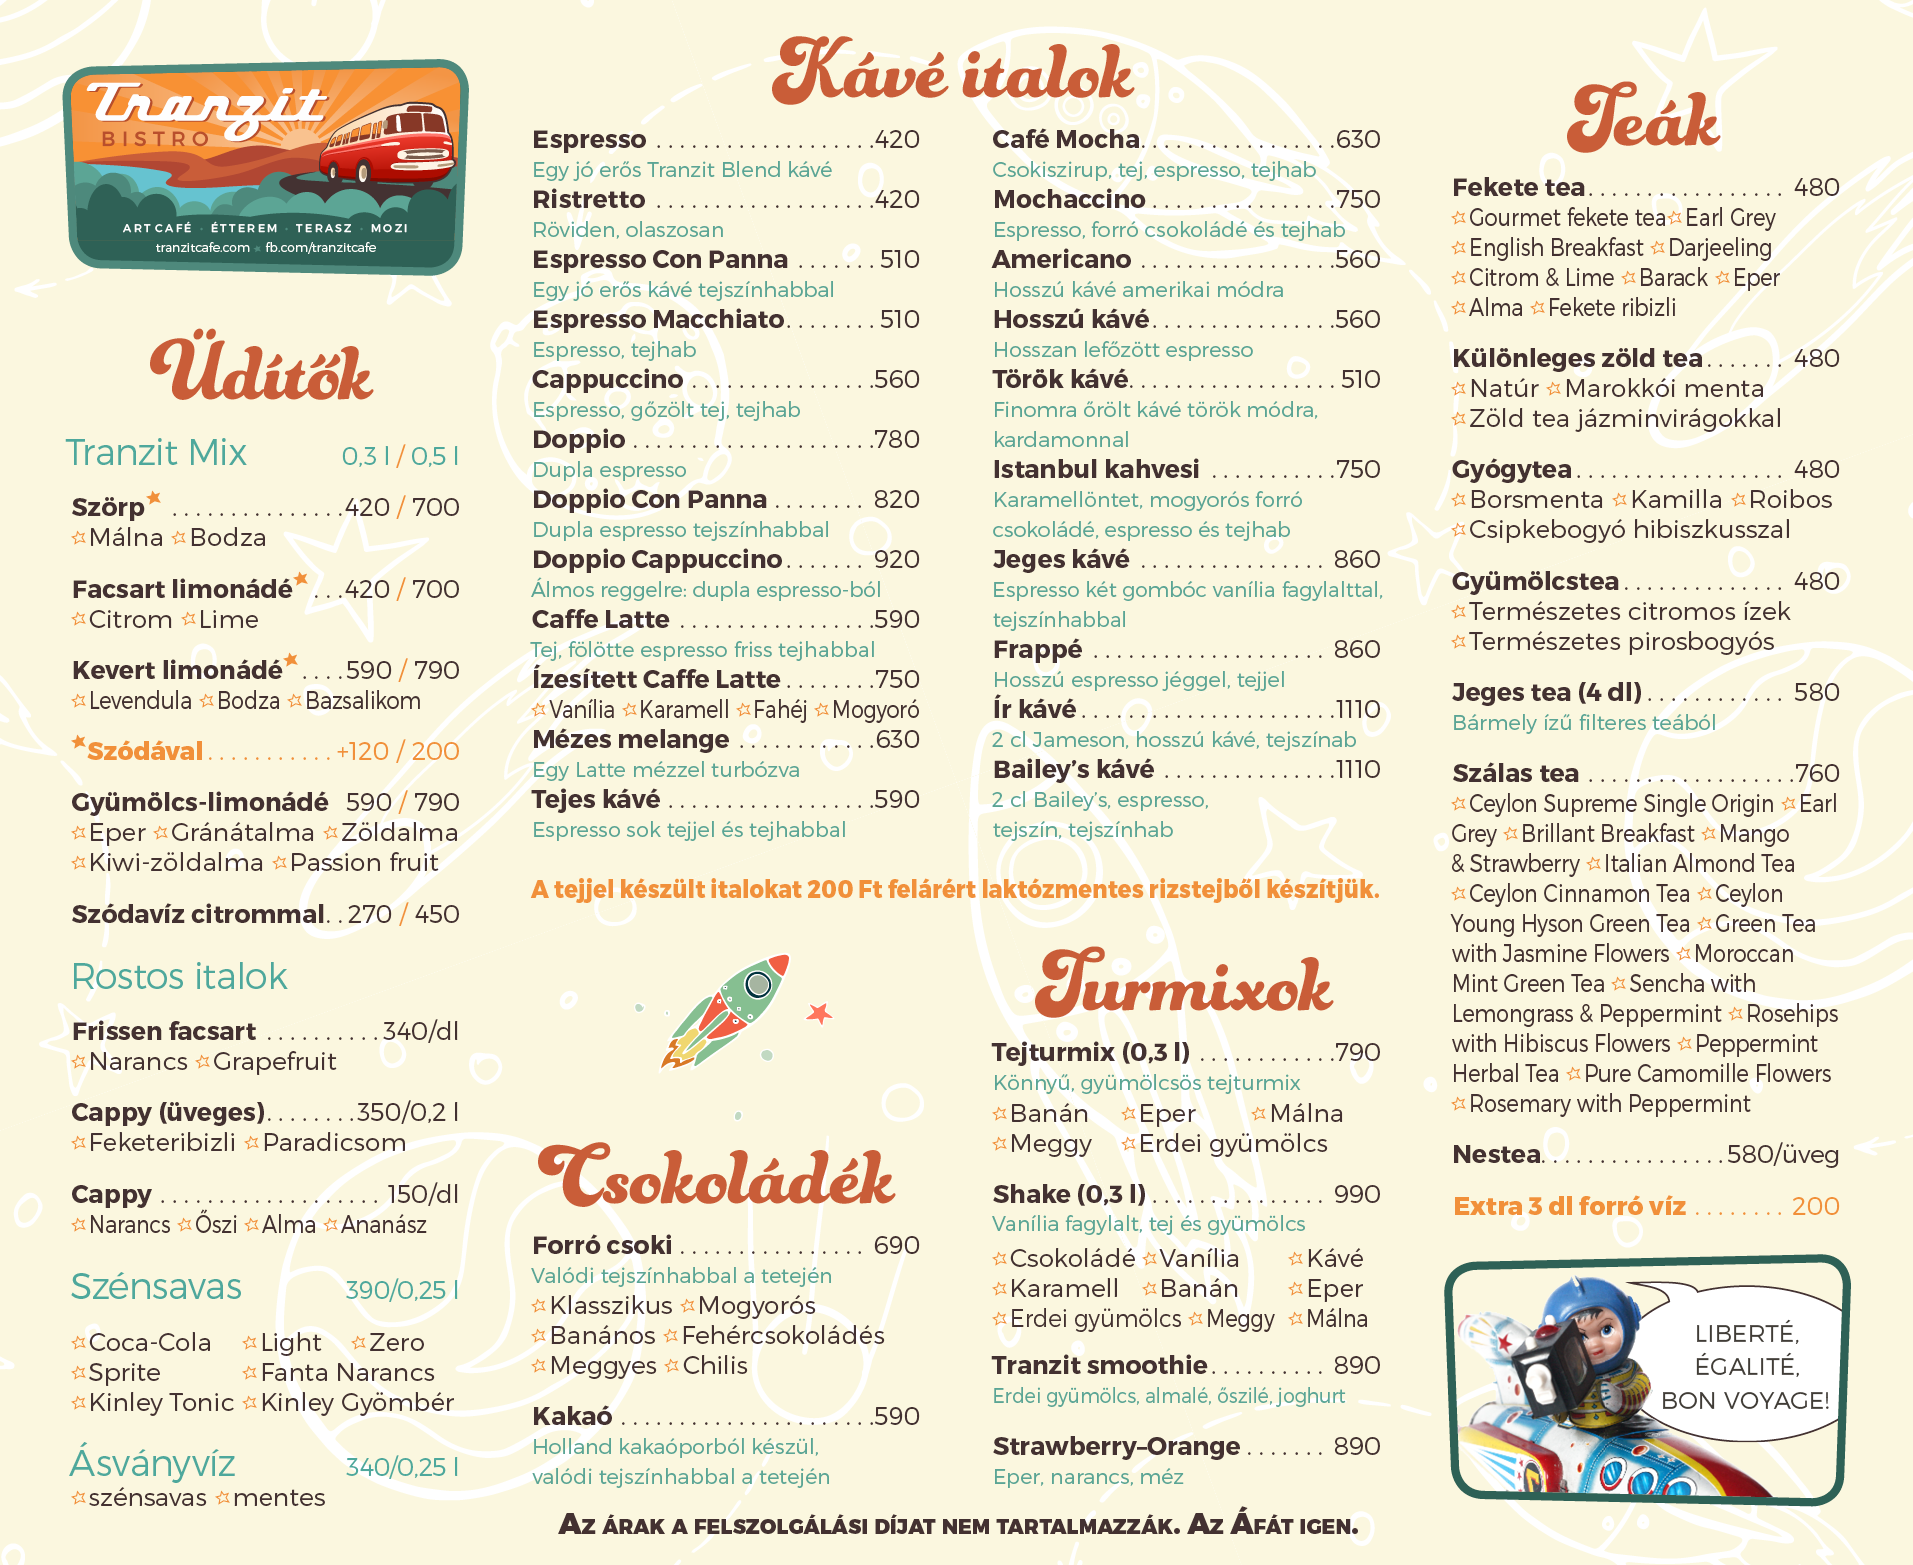 Tranzit
BISTRO
ARTCAFÉ · ÉTTEREM · TERASZ · MOZI
tranzitcafe.com fb.com/tranzitcafe
Üdítők
Tranzit Mix 0,3 l / 0,5 l
Szörp 420 / 700
Málna Bodza
Facsart limonádé 420 / 700
Citrom Lime
Kevert limonádé 590 / 790
Levendula Bodza Bazsalikom
Szódával +120 / 200
Gyümölcs-limonádé 590 / 790
Eper Gránátalma Zöldalma
Kiwi-zöldalma Passion fruit
Szódavíz citrommal 270 / 450
Rostos italok
Frissen facsart 340/dl
Narancs Grapefruit
Cappy (üveges) 350/0,2 l
Feketeribizli Paradicsom
Cappy 150/dl
Narancs Őszi Alma Ananász
Szénsavas 390/0,25 l
Coca-Cola Light Zero
Sprite Fanta Narancs
Kinley Tonic Kinley Gyömbér
Ásványvíz 340/0,25 l
szénsavas mentes
Kávé italok
Espresso 420
Egy jó erős Tranzit Blend kávé
Ristretto 420
Röviden, olaszosan
Espresso Con Panna 510
Egy jó erős kávé tejszínhabbal
Espresso Macchiato 510
Espresso, tejhab
Cappuccino 560
Espresso, gőzölt tej, tejhab
Doppio 780
Dupla espresso
Doppio Con Panna 820
Dupla espresso tejszínhabbal
Doppio Cappuccino 920
Álmos reggelre: dupla espresso-ból
Caffe Latte 590
Tej, fölötte espresso friss tejhabbal
Ízesített Caffe Latte 750
Vanília Karamell Fahéj Mogyoró
Mézes melange 630
Egy Latte mézzel turbózva
Tejes kávé 590
Espresso sok tejjel és tejhabbal
Café Mocha 630
Csokiszirup, tej, espresso, tejhab
Mochaccino 750
Espresso, forró csokoládé és tejhab
Americano 560
Hosszú kávé amerikai módra
Hosszú kávé 560
Hosszan lefőzött espresso
Török kávé 510
Finomra őrölt kávé török módra,
kardamonnal
Istanbul kahvesi 750
Karamellöntet, mogyorós forró
csokoládé, espresso és tejhab
Jeges kávé 860
Espresso két gombóc vanília fagylalttal,
tejszínhabbal
Frappé 860
Hosszú espresso jéggel, tejjel
Ír kávé 1110
2 cl Jameson, hosszú kávé, tejszínab
Bailey's kávé 1110
2 cl Bailey's, espresso,
tejszín, tejszínhab
A tejjel készült italokat 200 Ft felárért laktózmentes rizstejből készítjük.
Csokoládék
Forró csoki 690
Valódi tejszínhabbal a tetején
Klasszikus Mogyorós
Banános Fehércsokoládés
Meggyes Chilis
Kakaó 590
Holland kakaóporból készül,
valódi tejszínhabbal a tetején
Turmixok
Tejturmix (0,3 l) 790
Könnyű, gyümölcsös tejturmix
Banán Eper Málna
Meggy Erdei gyümölcs
Shake (0,3 l) 990
Vanília fagylalt, tej és gyümölcs
Csokoládé Vanília Kávé
Karamell Banán Eper
Erdei gyümölcs Meggy Málna
Tranzit smoothie 890
Erdei gyümölcs, almalé, őszilé, joghurt
Strawberry–Orange 890
Eper, narancs, méz
Teák
Fekete tea 480
Gourmet fekete tea Earl Grey
English Breakfast Darjeeling
Citrom & Lime Barack Eper
Alma Fekete ribizli
Különleges zöld tea 480
Natúr Marokkói menta
Zöld tea jázminvirágokkal
Gyógytea 480
Borsmenta Kamilla Roibos
Csipkebogyó hibiszkusszal
Gyümölcstea 480
Természetes citromos ízek
Természetes pirosbogyós
Jeges tea (4 dl) 580
Bármely ízű filteres teából
Szálas tea 760
Ceylon Supreme Single Origin Earl
Grey Brillant Breakfast Mango
& Strawberry Italian Almond Tea
Ceylon Cinnamon Tea Ceylon
Young Hyson Green Tea Green Tea
with Jasmine Flowers Moroccan
Mint Green Tea Sencha with
Lemongrass & Peppermint Rosehips
with Hibiscus Flowers Peppermint
Herbal Tea Pure Camomille Flowers
Rosemary with Peppermint
Nestea 580/üveg
Extra 3 dl forró víz 200
LIBERTÉ,
ÉGALITÉ,
BON VOYAGE!
Az árak a felszolgálási díjat nem tartalmazzák. Az Áfát igen.